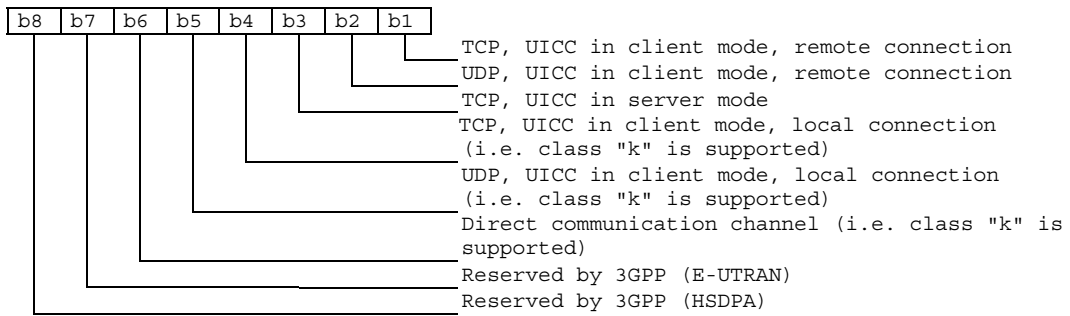 b8 b7 b6 b5 b4 b3 b2 b1
TCP, UICC in client mode, remote connection
UDP, UICC in client mode, remote connection
TCP, UICC in server mode
TCP, UICC in client mode, local connection
(i.e. class "k" is supported)
UDP, UICC in client mode, local connection
(i.e. class "k" is supported)
Direct communication channel (i.e. class "k" is
supported)
Reserved by 3GPP (E-UTRAN)
Reserved by 3GPP (HSDPA)